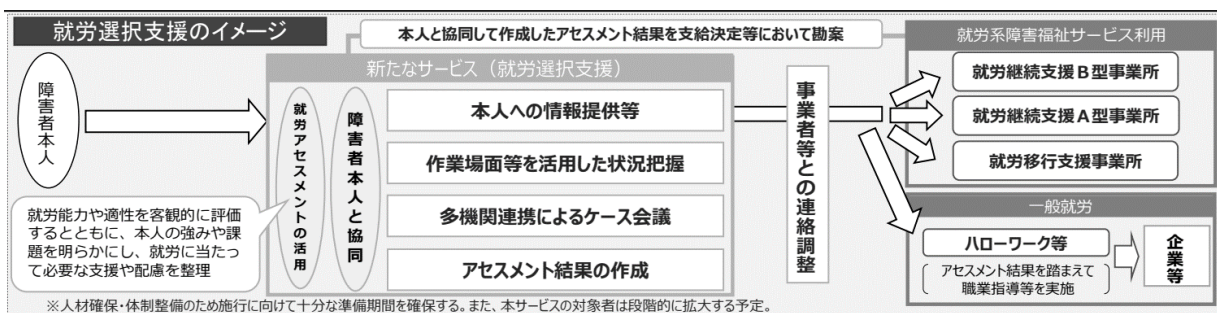 就労選択支援のイメージ
本人と協同して作成したアセスメント結果を支給決定等において勘案
障害者本人
新たなサービス（就労選択支援）
就労アセスメントの活用
障害者本人と協同
本人への情報提供等
作業場面等を活用した状況把握
多機関連携によるケース会議
アセスメント結果の作成
就労能力や適性を客観的に評価
するとともに、本人の強みや課
題を明らかにし、就労に当たっ
て必要な支援や配慮を整理
事業者等との連絡調整
就労系障害福祉サービス利用
就労継続支援Ｂ型事業所
就労継続支援Ａ型事業所
就労移行支援事業所
一般就労
ハローワーク等
アセスメント結果を踏まえて
職業指導等を実施
企業等
※人材確保・体制整備のため施行に向けて十分な準備期間を確保する。また、本サービスの対象者は段階的に拡大する予定。